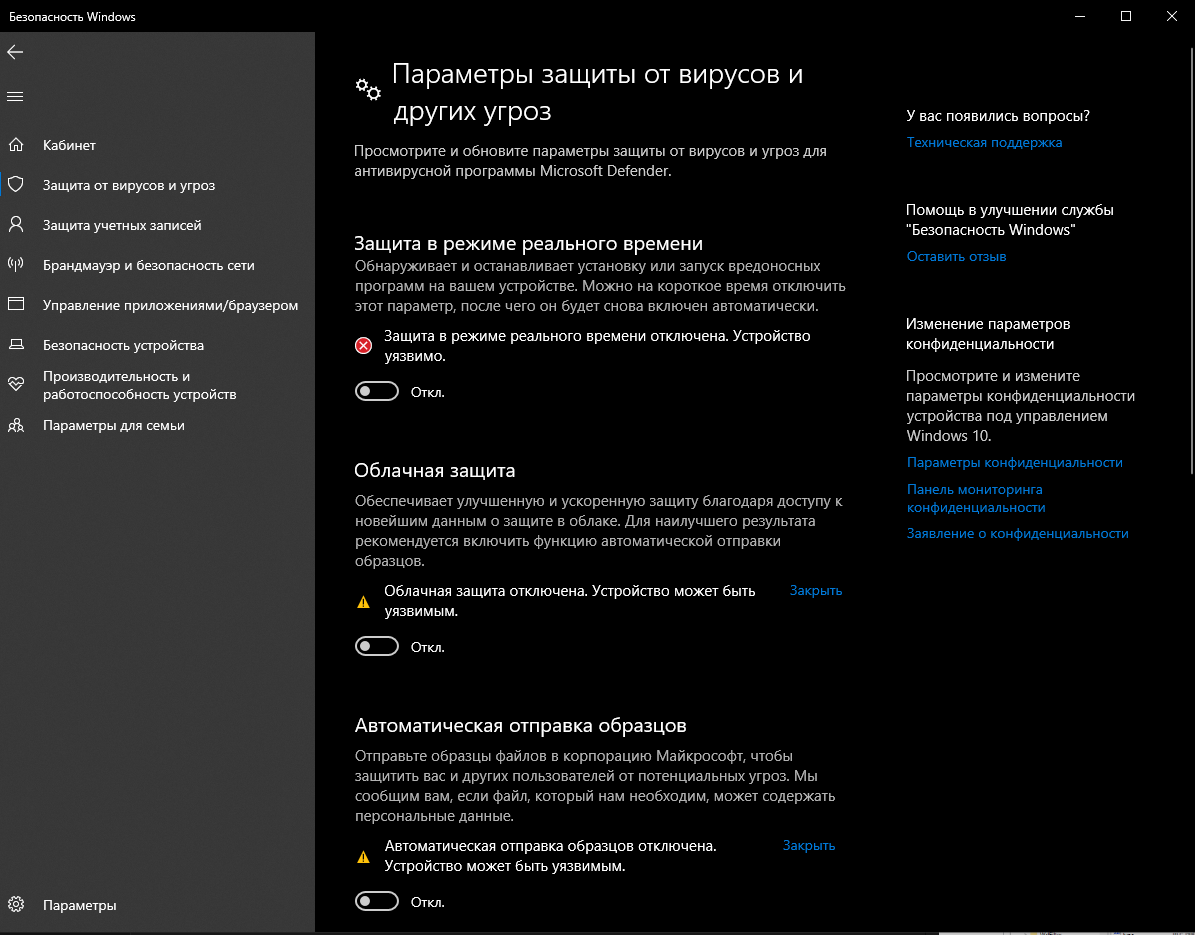 Безопасность Windows
Кабинет
Защита от вирусов и угроз
Защита учетных записей
Брандмауэр и безопасность сети
Управление приложениями/браузером
Безопасность устройства
Производительность и
работоспособность устройств
Параметры для семьи
Параметры
Параметры защиты от вирусов и
других угроз
Просмотрите и обновите параметры защиты от вирусов и угроз для
антивирусной программы Microsoft Defender.
Защита в режиме реального времени
Обнаруживает и останавливает установку или запуск вредоносных
программ на вашем устройстве. Можно на короткое время отключить
этот параметр, после чего он будет снова включен автоматически.
Защита в режиме реального времени отключена. Устройство
уязвимо.
Откл.
Облачная защита
Обеспечивает улучшенную и ускоренную защиту благодаря доступу к
новейшим данным о защите в облаке. Для наилучшего результата
рекомендуется включить функцию автоматической отправки
образцов.
Облачная защита отключена. Устройство может быть
уязвимым.
Закрыть
Откл.
Автоматическая отправка образцов
Отправьте образцы файлов в корпорацию Майкрософт, чтобы
защитить вас и других пользователей от потенциальных угроз. Мы
сообщим вам, если файл, который нам необходим, может содержать
персональные данные.
Автоматическая отправка образцов отключена.
Устройство может быть уязвимым.
Закрыть
Откл.
У вас появились вопросы?
Техническая поддержка
Помощь в улучшении службы
"Безопасность Windows"
Оставить отзыв
Изменение параметров
конфиденциальности
Просмотрите и измените
параметры конфиденциальности
устройства под управлением
Windows 10.
Параметры конфиденциальности
Панель мониторинга
конфиденциальности
Заявление о конфиденциальности